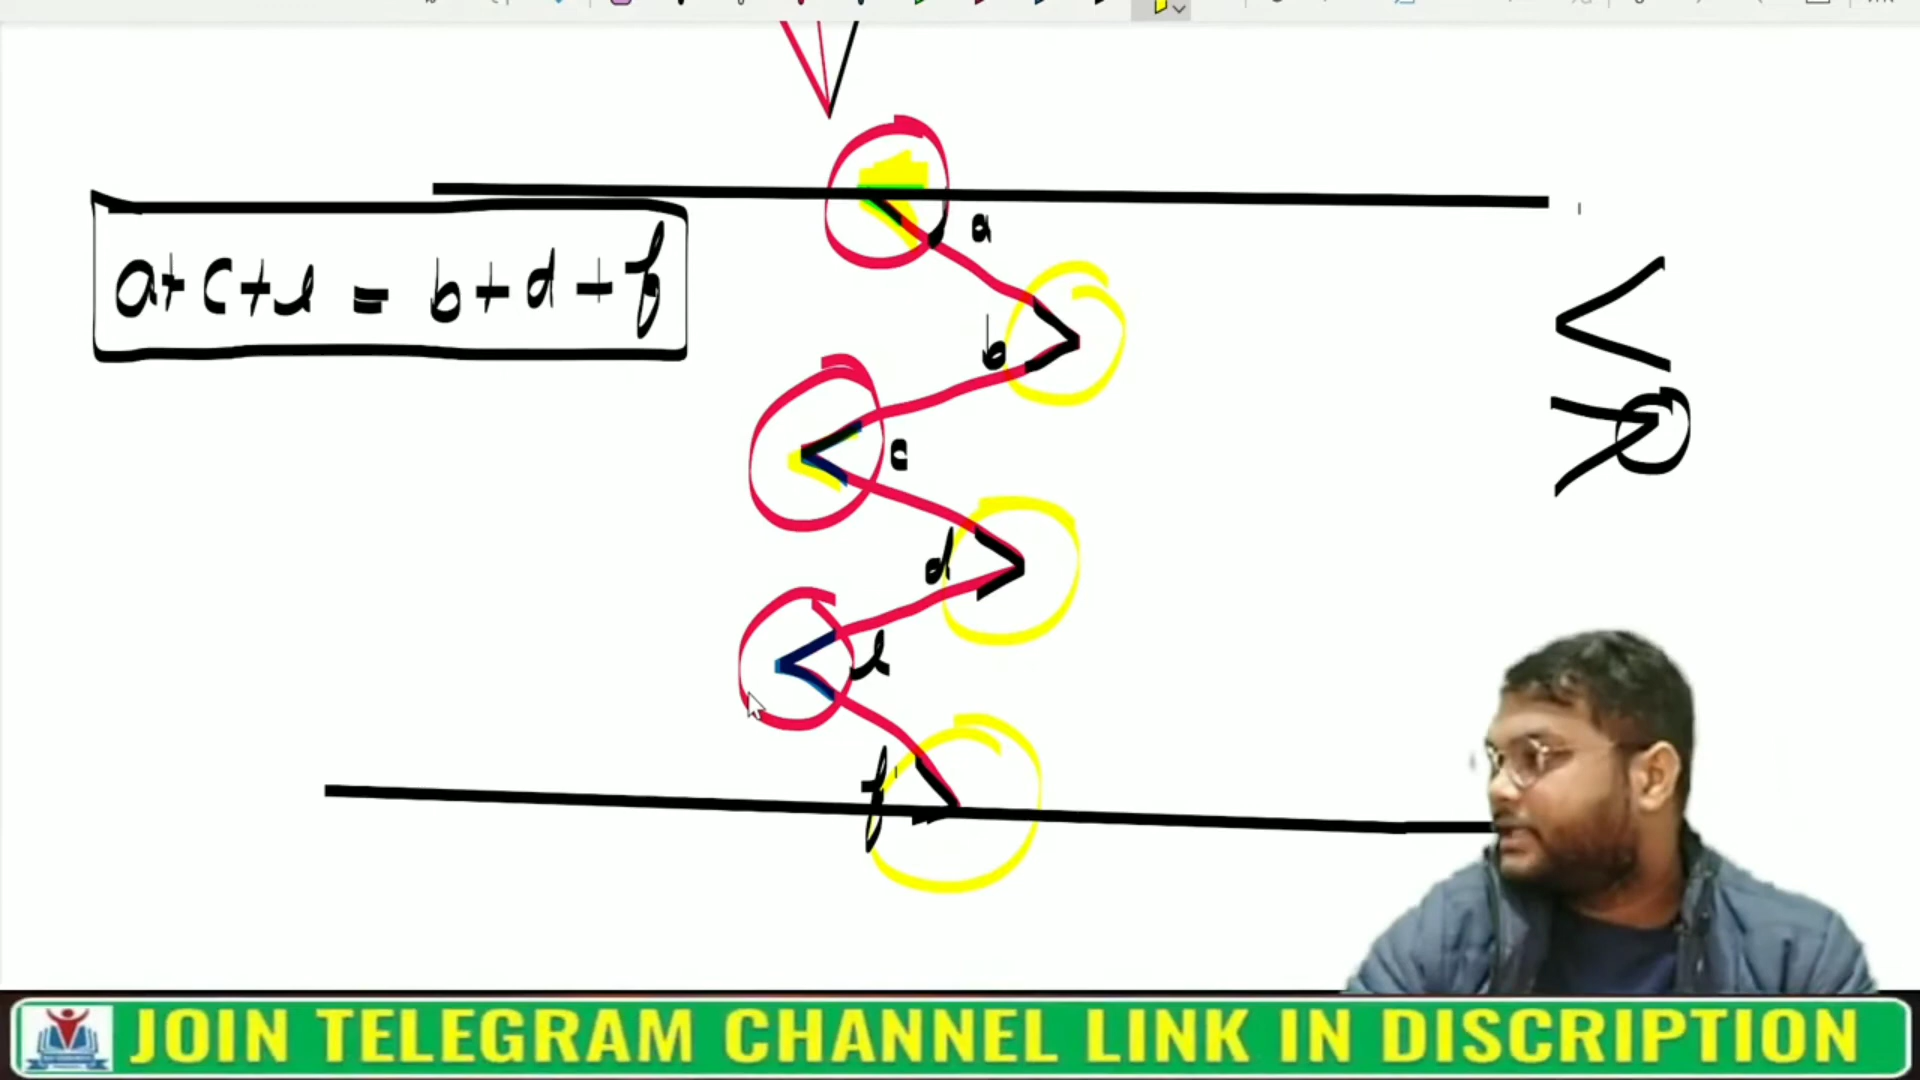 a
a+c+e = b+d+f
b
c
d
e
f
JOIN TELEGRAM CHANNEL LINK IN DISCRIPTION